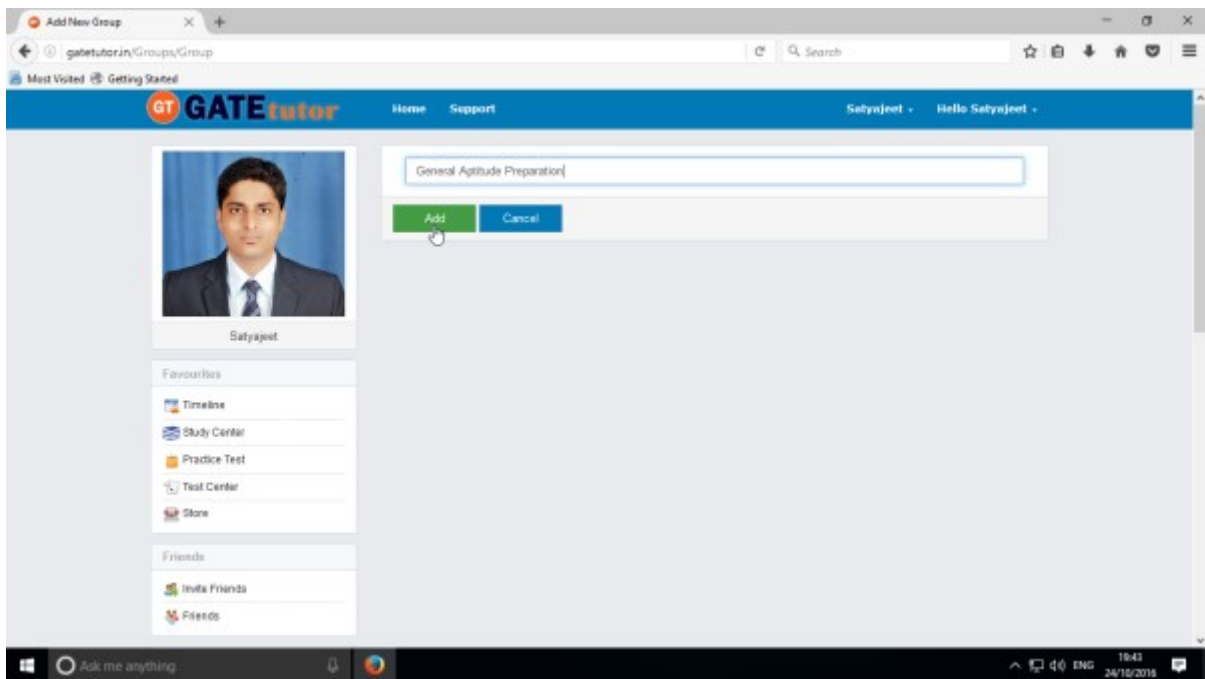 Add New Group
gatetutor.in/Groups/Group
Search
Most Visited Getting Started
GT GATEtutor Home Support Satyajeet Hello Satyajeet
General Aptitude Preparation
Add Cancel
Satyajeet
Favourites
Timeline
Study Center
Practice Test
Test Center
Store
Friends
Invite Friends
Friends
Ask me anything
ENG
19:43
24/10/2016